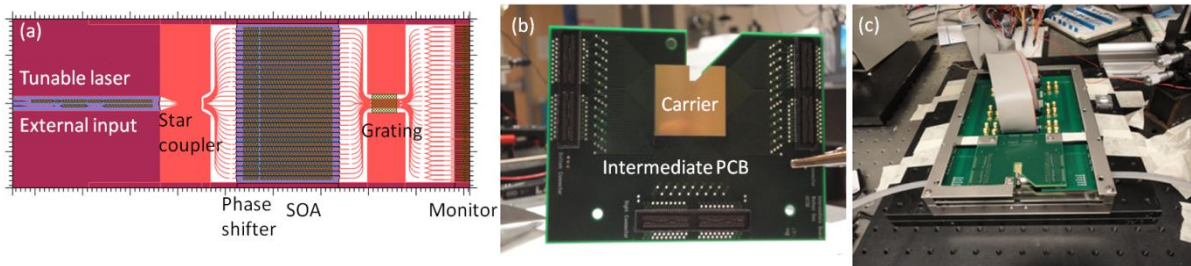 (a)
Tunable laser
External input
Star
coupler
Phase
shifter
SOA
Grating
Monitor
(b)
Carrier
Intermediate PCB
(c)